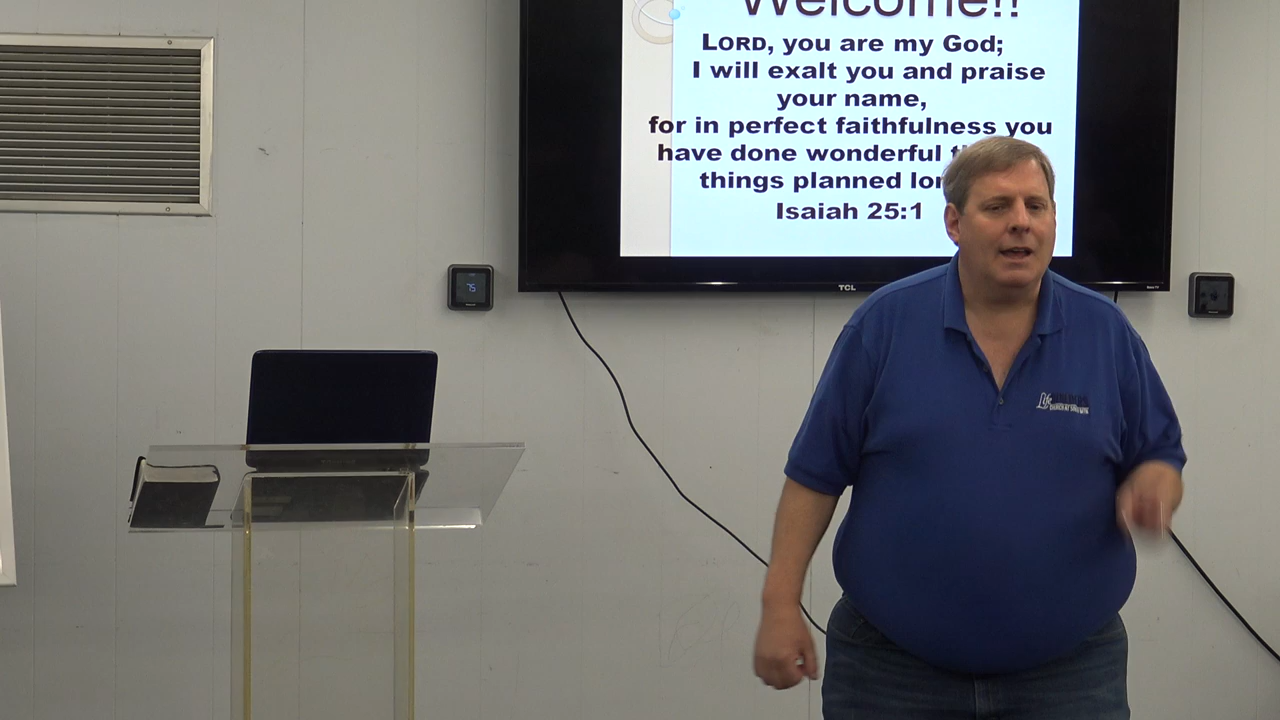 Welcome!!
LORD, you are my God;
I will exalt you and praise
your name,
for in perfect faithfulness you
have done wonderful
things planned
Isaiah 25:1
TCL
75
Life